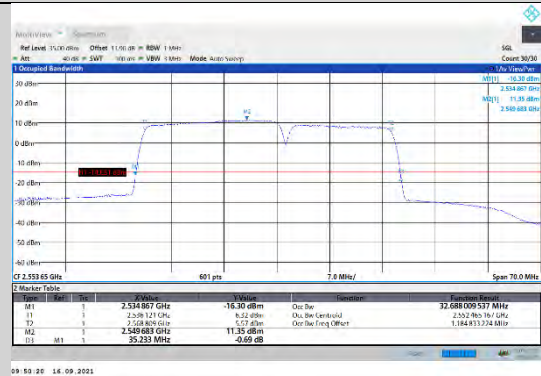 MultiView Spectrum
Ref Level 35.00 dBm Offset 11.90 dB RBW 1 MHz SGL
Att 40 dB SWT 100 ms VBW 3 MHz Mode Auto Sweep Count 30/30
1 Occupied Bandwidth 1Av ViewPwr
M1[1] -16.30 dBm
2.534 867 GHz
M2[1] 11.35 dBm
2.549 683 GHz
30 dBm
20 dBm
10 dBm
0 dBm
-10 dBm
-20 dBm
-30 dBm
-40 dBm
-50 dBm
-60 dBm
M2
CF 2.553 65 GHz 601 pts 7.0 MHz/ Span 70.0 MHz
2 Marker Table
Type Ref Trc X-Value Y-Value Function Function Result
M1 1 2.534 867 GHz -16.30 dBm Occ Bw 32.688 009 537 MHz
T1 1 2.536 121 GHz 6.32 dBm Occ Bw Centroid 2.552 465 167 GHz
T2 1 2.568 809 GHz 5.57 dBm Occ Bw Freq Offset
M2 1 2.549 683 GHz 11.35 dBm
D3 M1 1 35.233 MHz -0.69 dB
09:50:20 16.09.2021